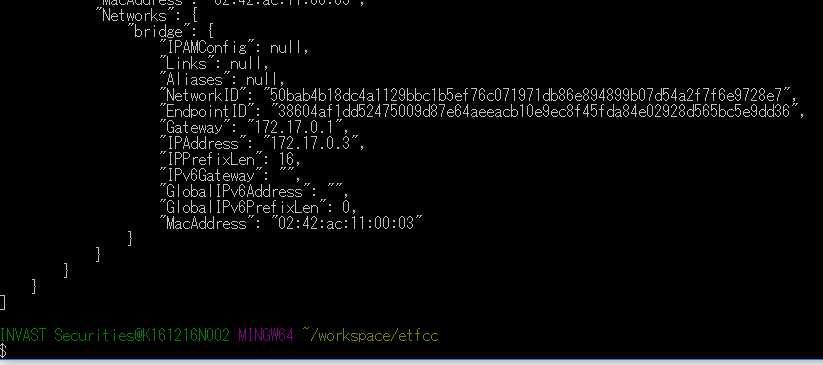 "MacAddress": "02:42:ac:11:00:03",
"Networks": {
"bridge": {
"IPAMConfig": null,
"Links": null,
"Aliases": null,
"NetworkID": "50bab4b18dc4a1129bbc1b5ef76c071971db86e894899b07d54a2f7f6e9728e7",
"EndpointID": "38604af1dd52475009d87e64aeeacb10e9ec8f45fda84e02928d565bc5e9dd36",
"Gateway": "172.17.0.1",
"IPAddress": "172.17.0.3",
"IPPrefixLen": 16,
"IPv6Gateway": "",
"GlobalIPv6Address": "",
"GlobalIPv6PrefixLen": 0,
"MacAddress": "02:42:ac:11:00:03"
}
}
}
}
]
INVAST Securities@K161216N002 MINGW64 ~/workspace/etfcc
$